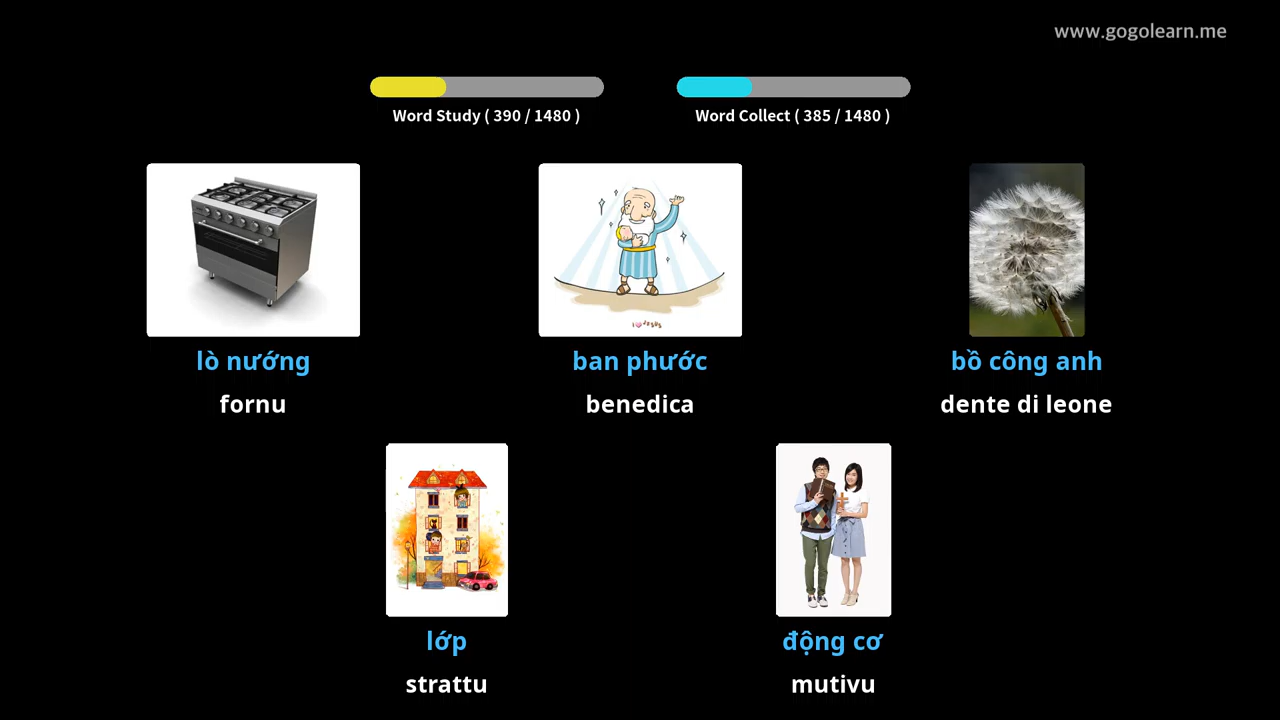 www.gogolearn.me
Word Study ( 390 / 1480 )
Word Collect ( 385 / 1480 )
I ❤ JESUS
lò nướng
ban phước
bồ công anh
fornu
benedica
dente di leone
lớp
động cơ
strattu
mutivu